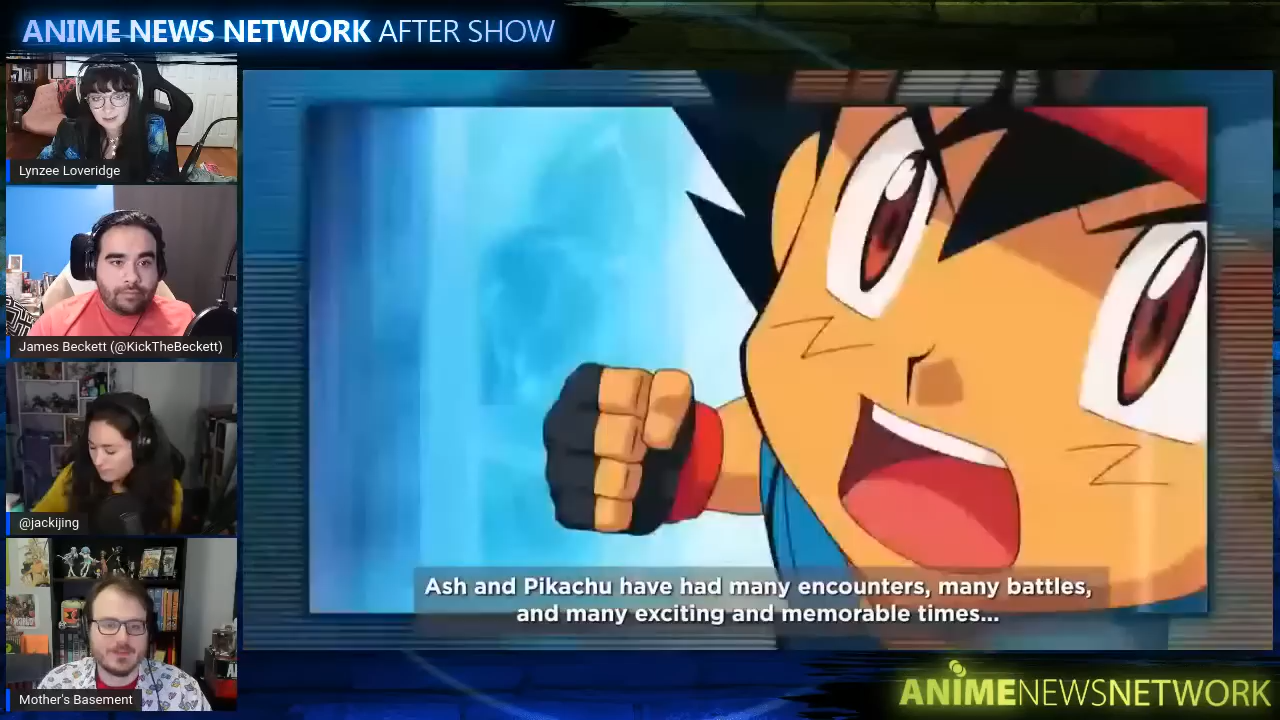 ANIME NEWS NETWORK AFTER SHOW
Lynzee Loveridge
James Beckett (@KickTheBeckett)
@jackijing
Mother's Basement
Ash and Pikachu have had many encounters, many battles,
and many exciting and memorable times...
ANIMENEWSNETWORK